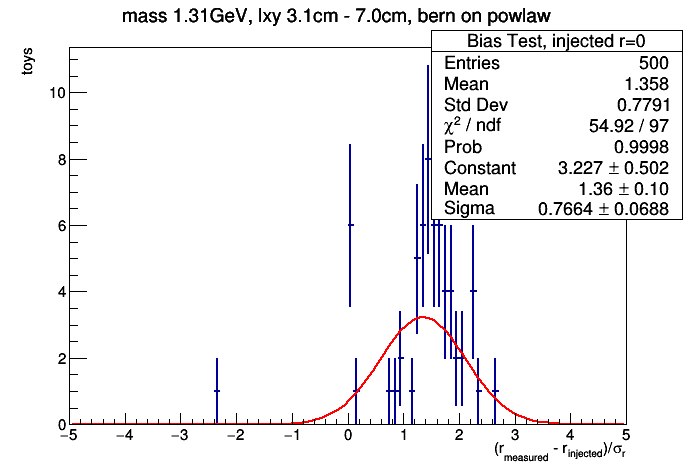 mass 1.31GeV, lxy 3.1cm - 7.0cm, bern on powlaw
toys
Bias Test, injected r=0
Entries 500
Mean 1.358
Std Dev 0.7791
χ² / ndf 54.92 / 97
Prob 0.9998
Constant 3.227 ± 0.502
Mean 1.36 ± 0.10
Sigma 0.7664 ± 0.0688
10
8
6
4
2
0
−5 −4 −3 −2 −1 0 1 2 3 4 5
(r_measured - r_injected)/σ_r